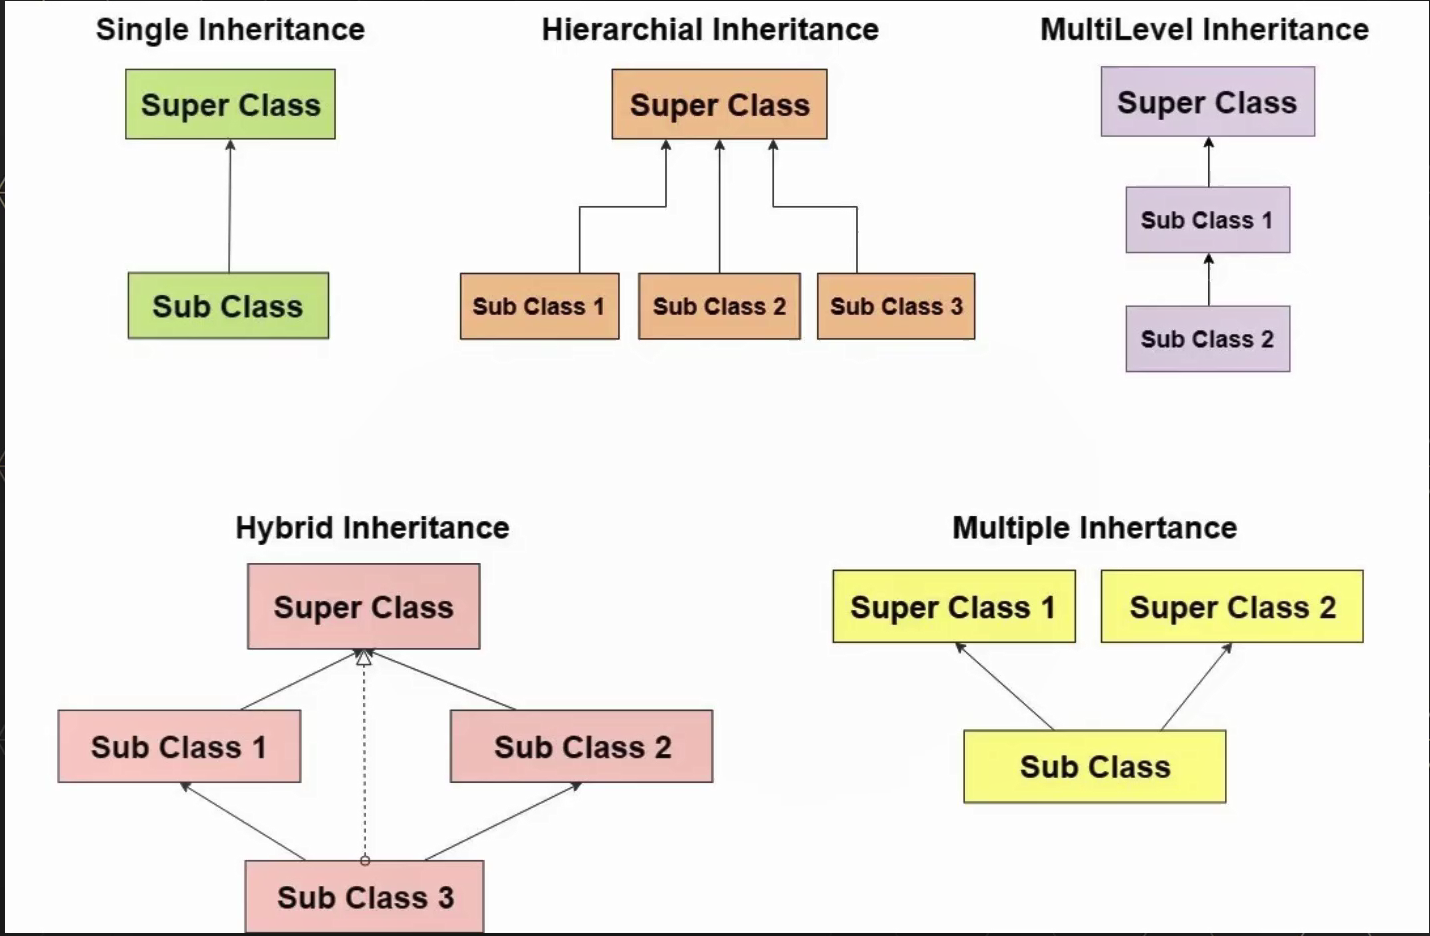 Single Inheritance
Super Class
Sub Class
Hierarchial Inheritance
Super Class
Sub Class 1
Sub Class 2
Sub Class 3
MultiLevel Inheritance
Super Class
Sub Class 1
Sub Class 2
Hybrid Inheritance
Super Class
Sub Class 1
Sub Class 2
Sub Class 3
Multiple Inhertance
Super Class 1
Super Class 2
Sub Class